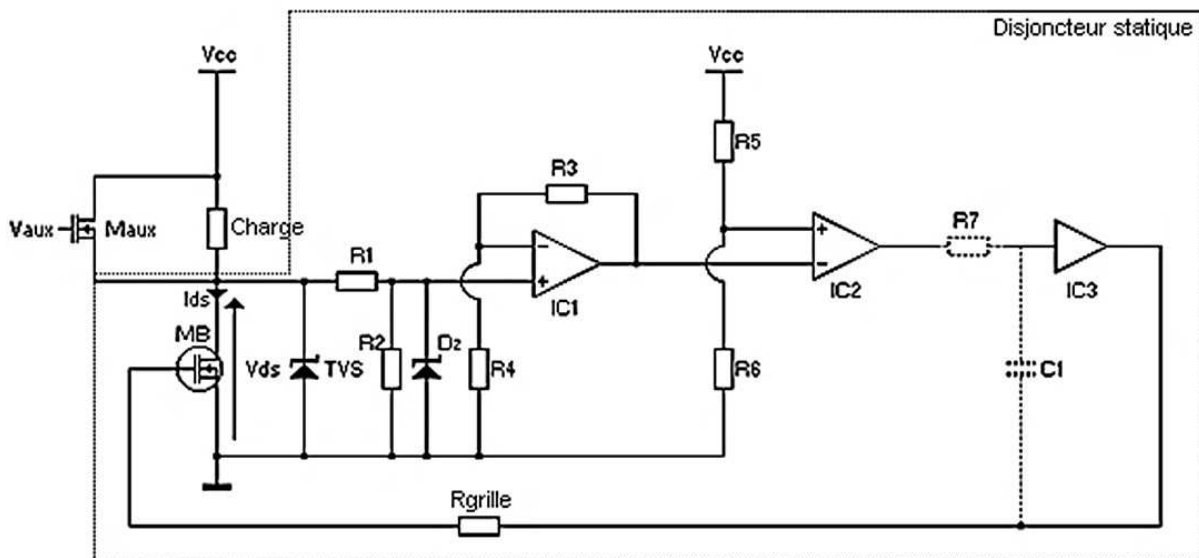 Disjoncteur statique
Vcc
Vcc
R5
R3
Vaux
Maux
Charge
R1
R7
IC1
IC2
IC3
Ids
MB
Vds
TVS
R2
Dz
R4
R6
C1
Rgrille
+
-
+
-